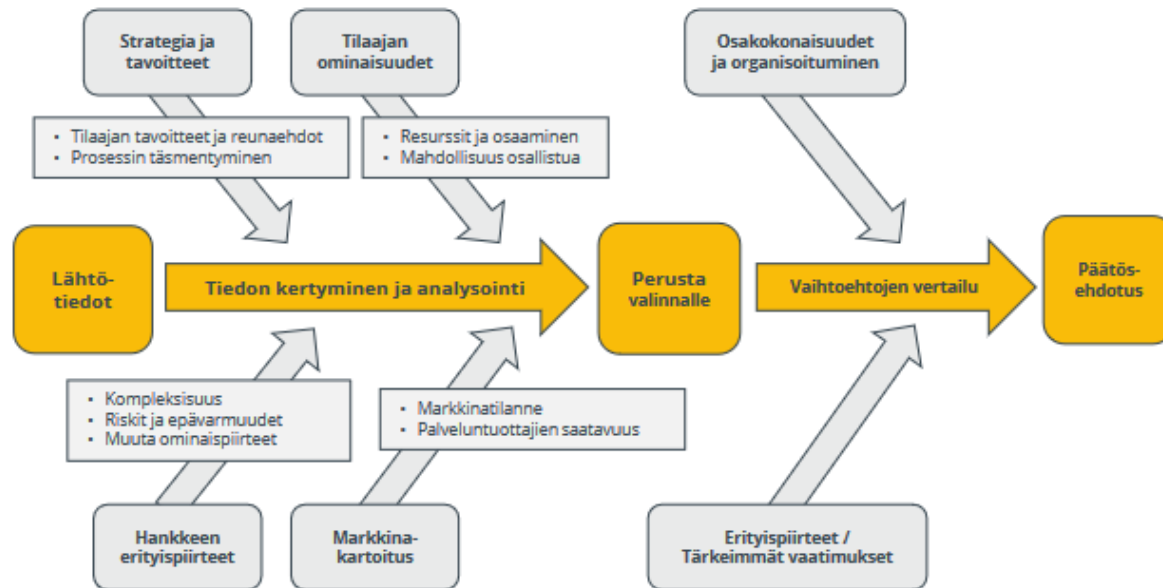 Strategia ja
tavoitteet
Tilaajan
ominaisuudet
Osakokonaisuudet
ja organisoituminen
• Tilaajan tavoitteet ja reunaehdot
• Prosessin täsmentyminen
• Resurssit ja osaaminen
• Mahdollisuus osallistua
Lähtö-
tiedot
Tiedon kertyminen ja analysointi
Perusta
valinnalle
Vaihtoehtojen vertailu
Päätös-
ehdotus
• Kompleksisuus
• Riskit ja epävarmuudet
• Muuta ominaispiirteet
• Markkinatilanne
• Palveluntuottajien saatavuus
Hankkeen
erityispiirteet
Markkina-
kartoitus
Erityispiirteet /
Tärkeimmät vaatimukset